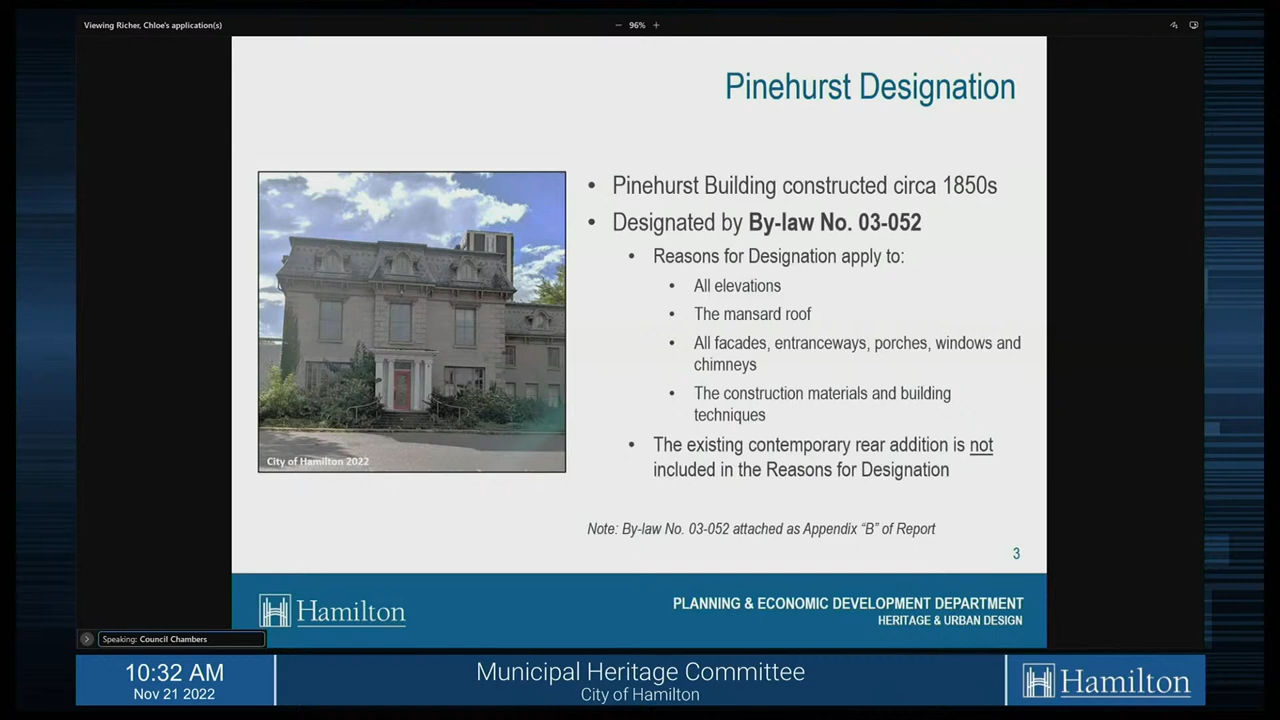 Viewing Richer, Chloe's application(s)
− 96% +
Pinehurst Designation
• Pinehurst Building constructed circa 1850s
• Designated by By-law No. 03-052
• Reasons for Designation apply to:
• All elevations
• The mansard roof
• All facades, entranceways, porches, windows and
chimneys
• The construction materials and building
techniques
• The existing contemporary rear addition is not
included in the Reasons for Designation
City of Hamilton 2022
Note: By-law No. 03-052 attached as Appendix “B” of Report
3
Hamilton
PLANNING & ECONOMIC DEVELOPMENT DEPARTMENT
HERITAGE & URBAN DESIGN
Speaking: Council Chambers
10:32 AM
Nov 21 2022
Municipal Heritage Committee
City of Hamilton
Hamilton